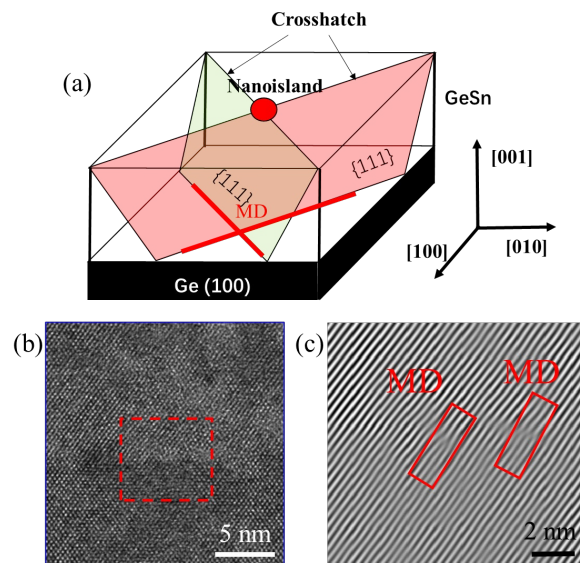 Crosshatch
(a)
Nanoisland
GeSn
{111}
{111}
MD
Ge (100)
[001]
[100]
[010]
(b)
5 nm
(c)
MD
MD
2 nm